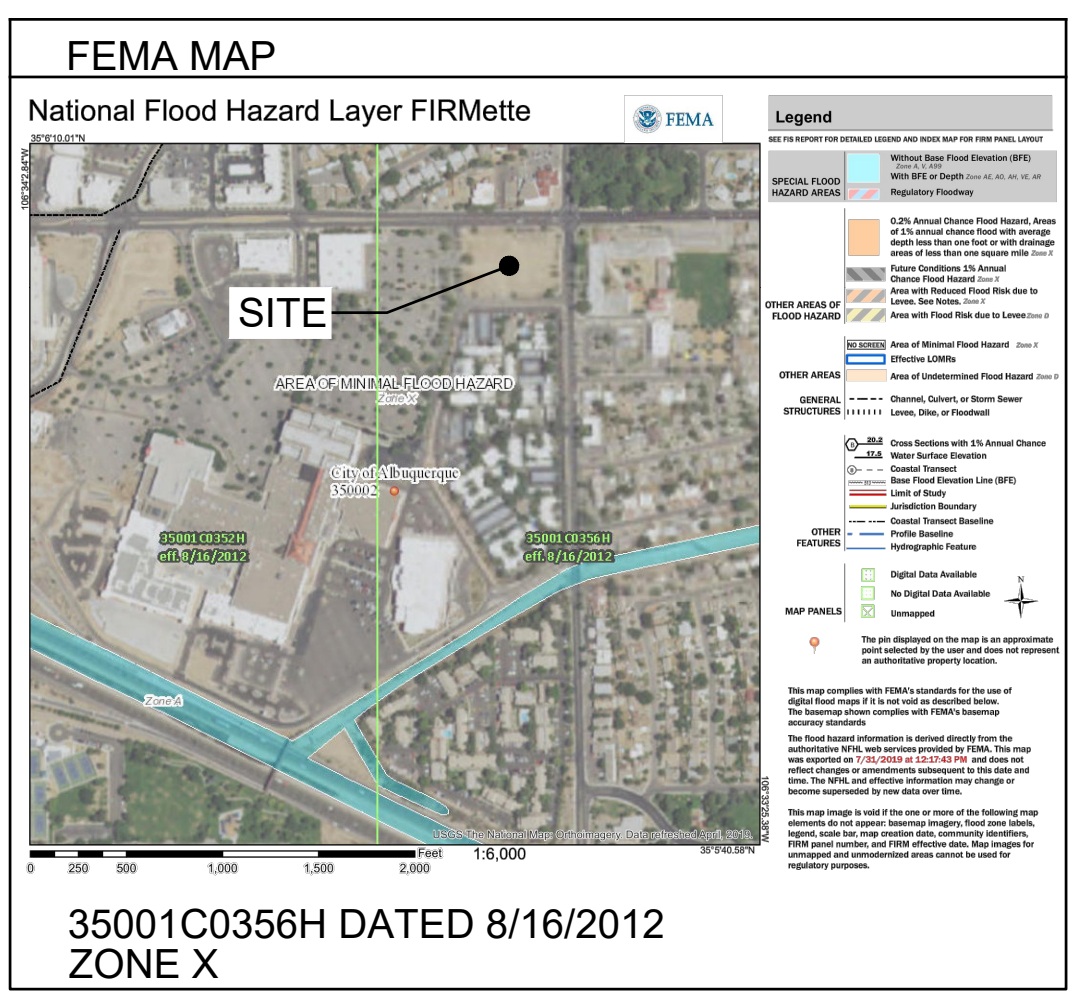 FEMA MAP
National Flood Hazard Layer FIRMette
FEMA
35°6'10.01"N
106°34'2.84"W
SITE
AREA OF MINIMAL FLOOD HAZARD
Zone X
City of Albuquerque
350002
35001C0352H
eff. 8/16/2012
35001C0356H
eff. 8/16/2012
Zone A
USGS The National Map: Orthoimagery. Data refreshed April, 2019.
106°33'25.38"W
35°5'40.58"N
Feet
1:6,000
0 250 500 1,000 1,500 2,000
Legend
SEE FIS REPORT FOR DETAILED LEGEND AND INDEX MAP FOR FIRM PANEL LAYOUT
SPECIAL FLOOD
HAZARD AREAS
Without Base Flood Elevation (BFE)
Zone A, V, A99
With BFE or Depth Zone AE, AO, AH, VE, AR
Regulatory Floodway
OTHER AREAS OF
FLOOD HAZARD
0.2% Annual Chance Flood Hazard, Areas
of 1% annual chance flood with average
depth less than one foot or with drainage
areas of less than one square mile Zone X
Future Conditions 1% Annual
Chance Flood Hazard Zone X
Area with Reduced Flood Risk due to
Levee. See Notes. Zone X
Area with Flood Risk due to Levee Zone D
OTHER AREAS
NO SCREEN Area of Minimal Flood Hazard Zone X
Effective LOMRs
Area of Undetermined Flood Hazard Zone D
GENERAL
STRUCTURES
Channel, Culvert, or Storm Sewer
Levee, Dike, or Floodwall
OTHER
FEATURES
B 20.2 Cross Sections with 1% Annual Chance
17.5 Water Surface Elevation
8 Coastal Transect
513 Base Flood Elevation Line (BFE)
Limit of Study
Jurisdiction Boundary
Coastal Transect Baseline
Profile Baseline
Hydrographic Feature
MAP PANELS
Digital Data Available
No Digital Data Available
Unmapped
N
The pin displayed on the map is an approximate
point selected by the user and does not represent
an authoritative property location.
This map complies with FEMA's standards for the use of
digital flood maps if it is not void as described below.
The basemap shown complies with FEMA's basemap
accuracy standards
The flood hazard information is derived directly from the
authoritative NFHL web services provided by FEMA. This map
was exported on 7/31/2019 at 12:17:43 PM and does not
reflect changes or amendments subsequent to this date and
time. The NFHL and effective information may change or
become superseded by new data over time.
This map image is void if the one or more of the following map
elements do not appear: basemap imagery, flood zone labels,
legend, scale bar, map creation date, community identifiers,
FIRM panel number, and FIRM effective date. Map images for
unmapped and unmodernized areas cannot be used for
regulatory purposes.
35001C0356H DATED 8/16/2012
ZONE X